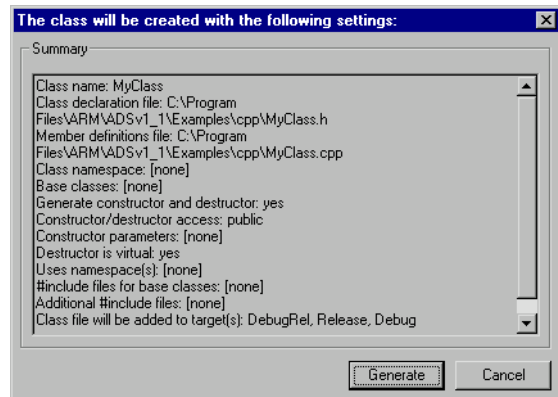 The class will be created with the following settings:
Summary
Class name: MyClass
Class declaration file: C:\Program
Files\ARM\ADSv1_1\Examples\cpp\MyClass.h
Member definitions file: C:\Program
Files\ARM\ADSv1_1\Examples\cpp\MyClass.cpp
Class namespace: [none]
Base classes: [none]
Generate constructor and destructor: yes
Constructor/destructor access: public
Constructor parameters: [none]
Destructor is virtual: yes
Uses namespace(s): [none]
#include files for base classes: [none]
Additional #include files: [none]
Class file will be added to target(s): DebugRel, Release, Debug
Generate
Cancel